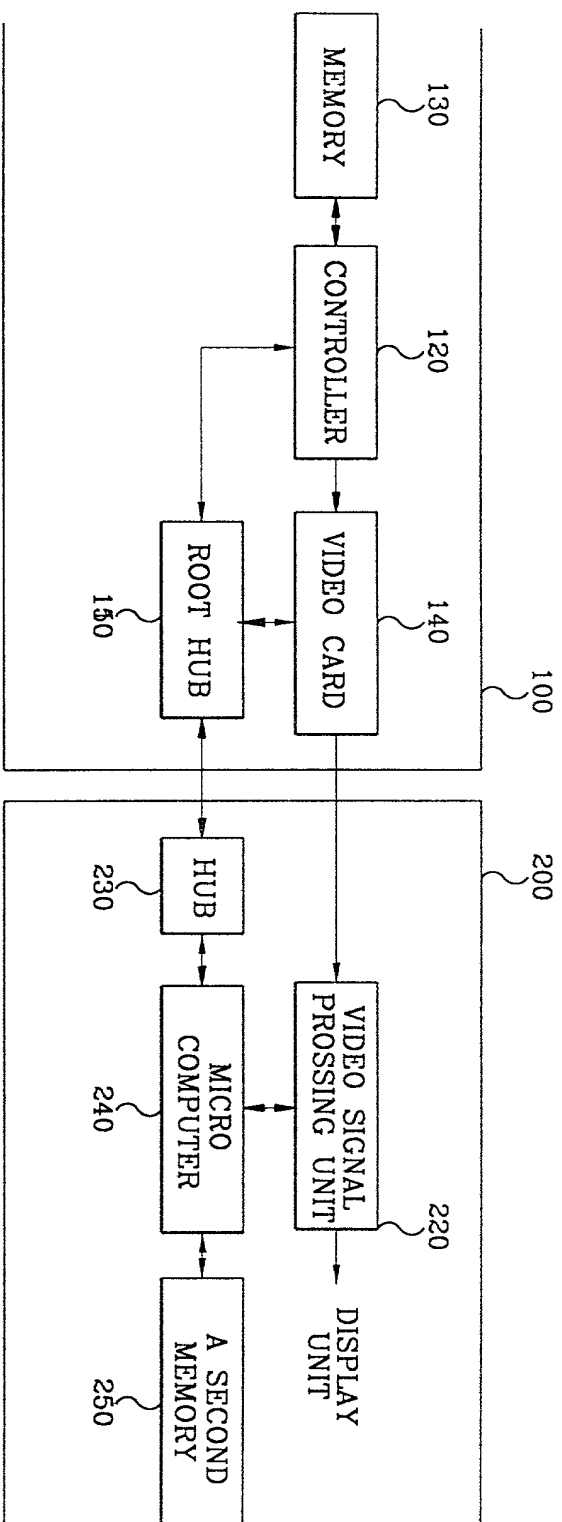 100
200
130
120
140
220
MEMORY
CONTROLLER
VIDEO CARD
VIDEO SIGNAL
PROSSING UNIT
DISPLAY
UNIT
ROOT HUB
HUB
MICRO
COMPUTER
A SECOND
MEMORY
150
230
240
250